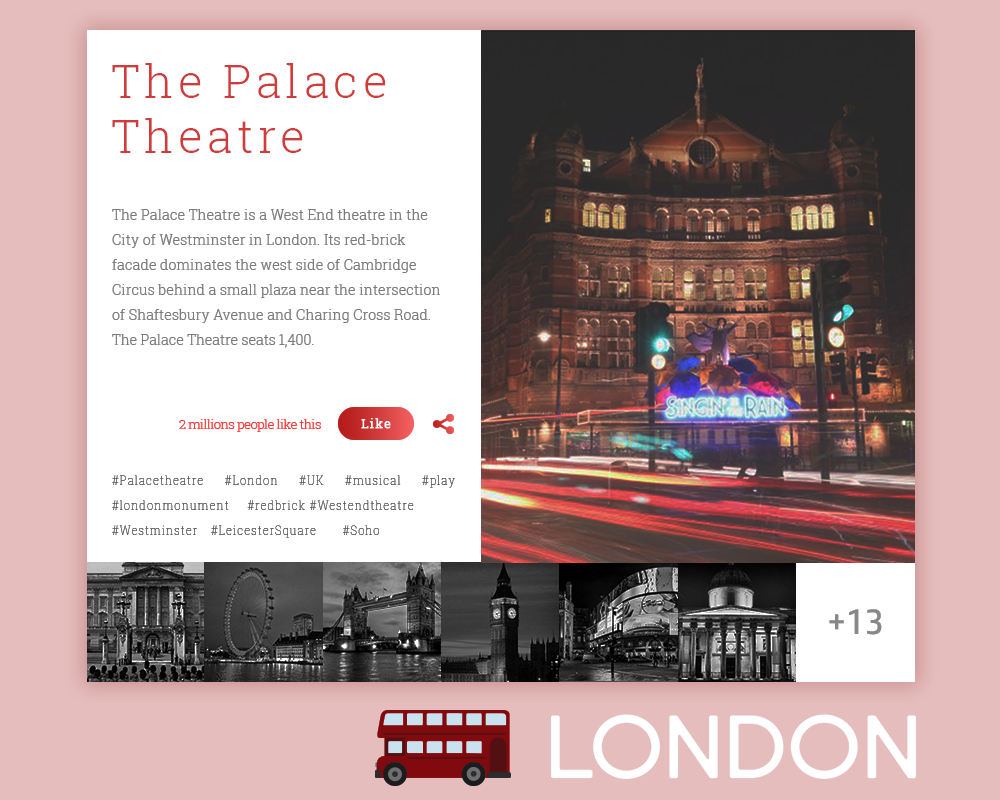 The Palace
Theatre
The Palace Theatre is a West End theatre in the
City of Westminster in London. Its red-brick
facade dominates the west side of Cambridge
Circus behind a small plaza near the intersection
of Shaftesbury Avenue and Charing Cross Road.
The Palace Theatre seats 1,400.
2 millions people like this
Like
#Palacetheatre #London #UK #musical #play
#londonmonument #redbrick #Westendtheatre
#Westminster #LeicesterSquare #Soho
SINGIN' IN THE RAIN
+13
LONDON